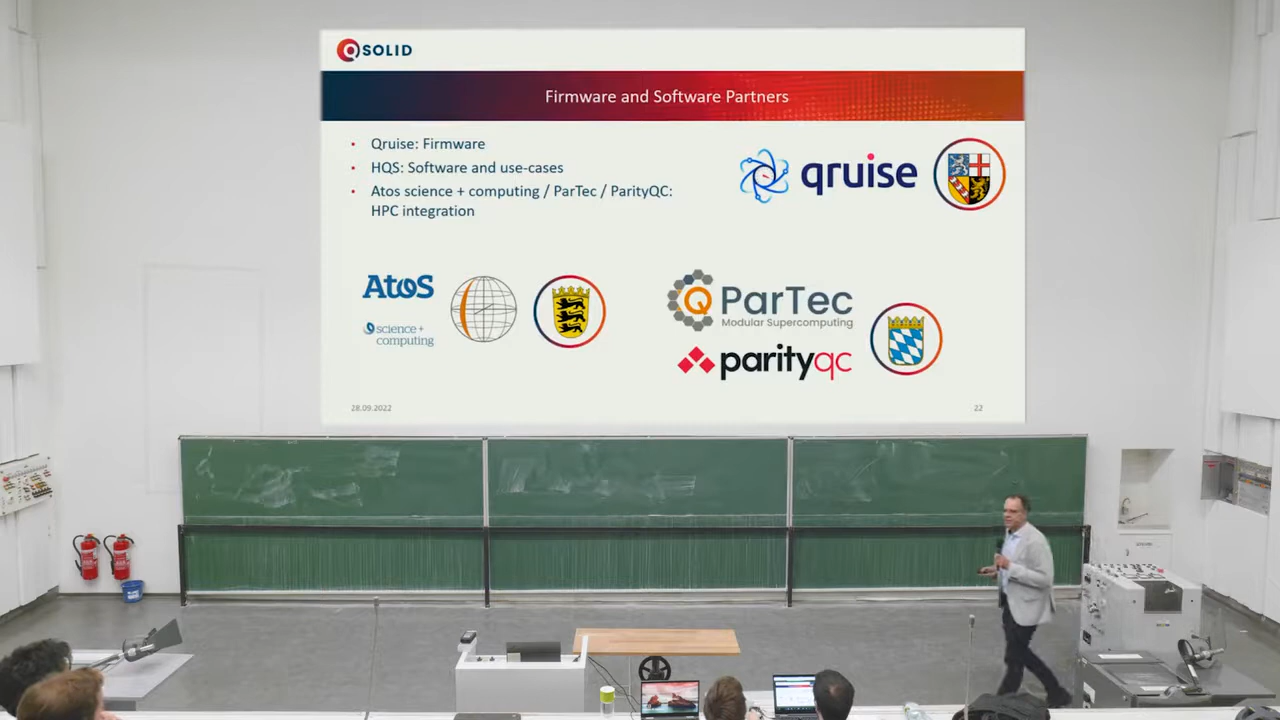 QSOLID
Firmware and Software Partners
• Qruise: Firmware
• HQS: Software and use-cases
• Atos science + computing / ParTec / ParityQC:
HPC integration
qruise
Atos
science +
computing
ParTec
Modular Supercomputing
parityqc
28.09.2022
22